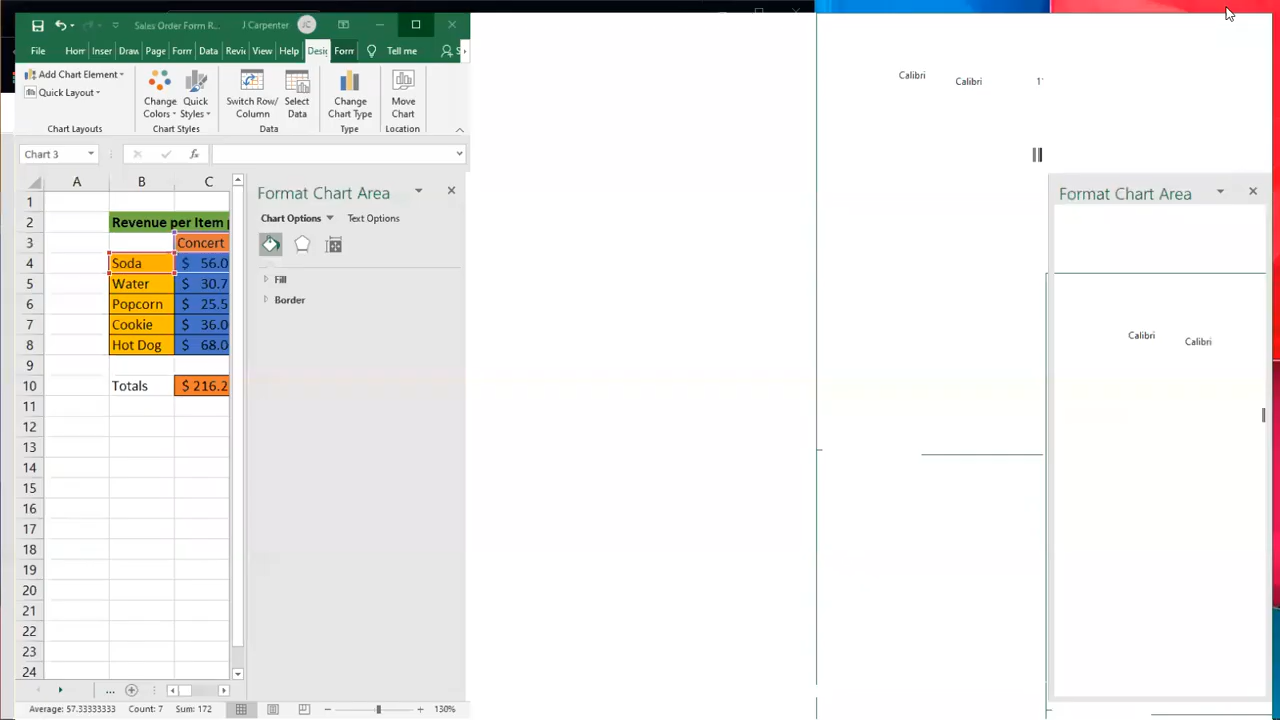 Sales Order Form R... J Carpenter JC
File Hom Inser Draw Page Form Data Revi View Help Desig Form Tell me S
Add Chart Element
Quick Layout
Change Colors
Quick Styles
Switch Row/ Column
Select Data
Change Chart Type
Move Chart
Chart Layouts Chart Styles Data Type Location
Chart 3 fx
Calibri Calibri 1
Format Chart Area
Chart Options Text Options
Fill
Border
A B C
1
2 Revenue per Item p
3 Concert
4 Soda $ 56.0
5 Water $ 30.7
6 Popcorn $ 25.5
7 Cookie $ 36.0
8 Hot Dog $ 68.0
9
10 Totals $ 216.2
11
12
13
14
15
16
17
18
19
20
21
22
23
24
...
Average: 57.33333333 Count: 7 Sum: 172 130%
Format Chart Area
Calibri Calibri